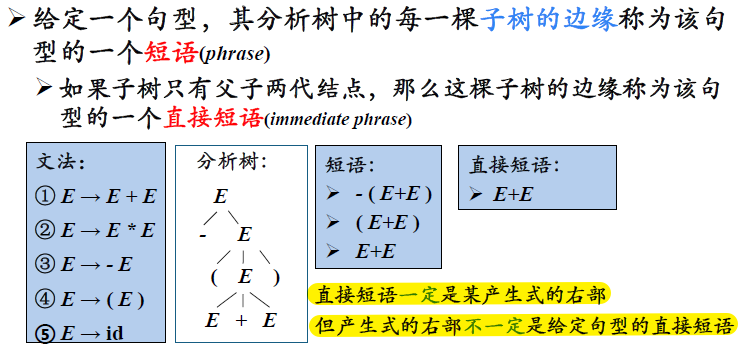 ➢ 给定一个句型，其分析树中的每一棵子树的边缘称为该句
型的一个短语(phrase)
➢ 如果子树只有父子两代结点，那么这棵子树的边缘称为该句
型的一个直接短语(immediate phrase)
文法：
① E → E + E
② E → E * E
③ E → - E
④ E → ( E )
⑤ E → id
分析树：
E
- E
( E )
E + E
短语：
➢ - ( E+E )
➢ ( E+E )
➢ E+E
直接短语：
➢ E+E
直接短语一定是某产生式的右部
但产生式的右部不一定是给定句型的直接短语